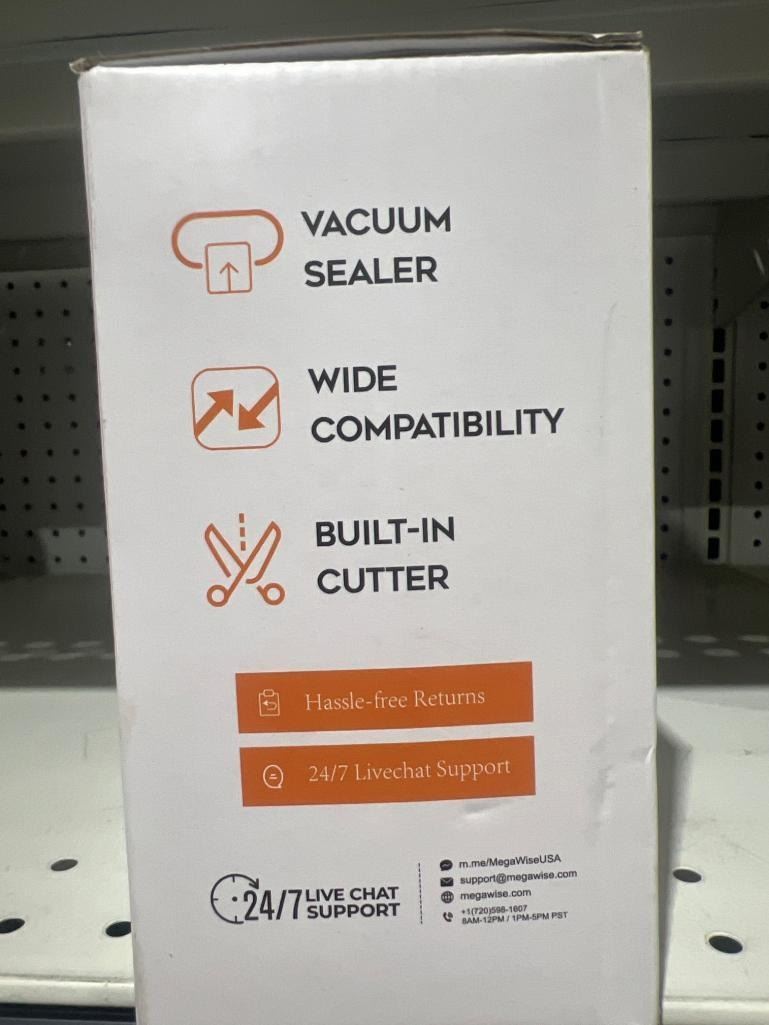 VACUUM
SEALER
WIDE
COMPATIBILITY
BUILT-IN
CUTTER
Hassle-free Returns
24/7 Livechat Support
24/7 LIVE CHAT
SUPPORT
m.me/MegaWiseUSA
support@megawise.com
megawise.com
+1(720)598-1607
8AM-12PM / 1PM-5PM PST